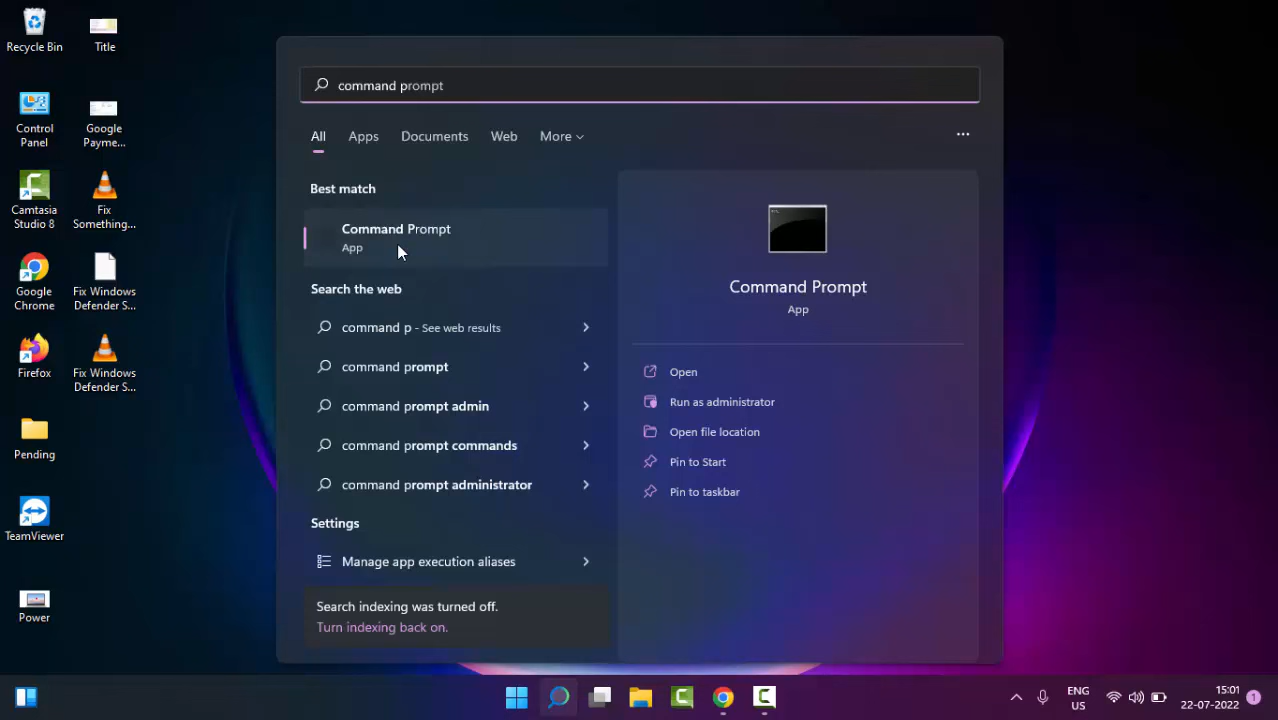 Recycle Bin
Title
Control
Panel
Google
Payme...
Camtasia
Studio 8
Fix
Something...
Google
Chrome
Fix Windows
Defender S...
Firefox
Fix Windows
Defender S...
Pending
TeamViewer
Power
command prompt
All
Apps
Documents
Web
More
Best match
Command Prompt
App
Search the web
command p - See web results
command prompt
command prompt admin
command prompt commands
command prompt administrator
Settings
Manage app execution aliases
Search indexing was turned off.
Turn indexing back on.
Command Prompt
App
Open
Run as administrator
Open file location
Pin to Start
Pin to taskbar
ENG
US
15:01
22-07-2022
1